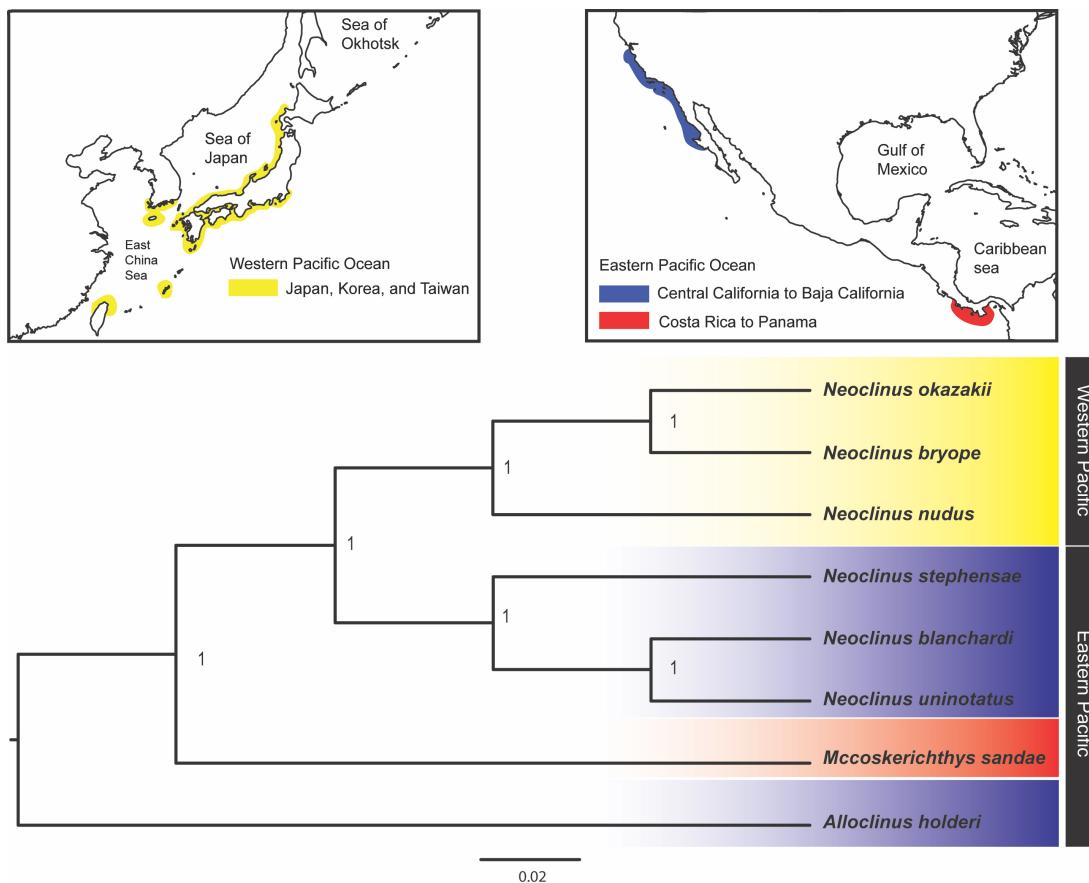 Sea of
Okhotsk
Sea of
Japan
East
China
Sea
Western Pacific Ocean
Japan, Korea, and Taiwan
Gulf of
Mexico
Caribbean
sea
Eastern Pacific Ocean
Central California to Baja California
Costa Rica to Panama
Neoclinus okazakii
1
Neoclinus bryope
1
Neoclinus nudus
Western Pacific
1
Neoclinus stephensae
1
Neoclinus blanchardi
1
1
Neoclinus uninotatus
Eastern Pacific
Mccoskerichthys sandae
Alloclinus holderi
0.02